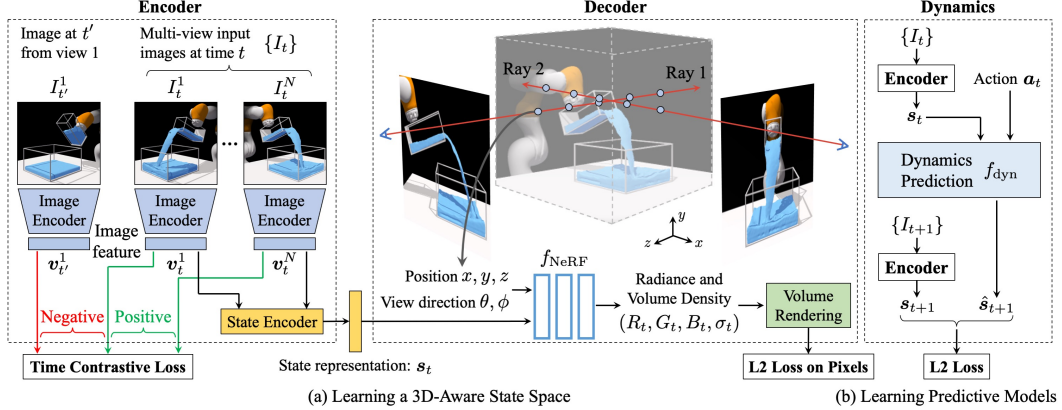 Encoder
Decoder
Dynamics
Image at t′
from view 1
Multi-view input
images at time t
{I_t}
I^1_{t′}
I^1_t
I^N_t
...
Image
Encoder
Image
Encoder
Image
Encoder
Image
feature
v^1_{t′}
v^1_t
v^N_t
Negative
Positive
State Encoder
Time Contrastive Loss
State representation: s_t
Ray 2
Ray 1
y
z
x
Position x, y, z
View direction θ, ϕ
f_NeRF
Radiance and
Volume Density
(R_t, G_t, B_t, σ_t)
Volume
Rendering
L2 Loss on Pixels
{I_t}
Encoder
Action a_t
s_t
Dynamics
Prediction
f_dyn
{I_{t+1}}
Encoder
s_{t+1}
ŝ_{t+1}
L2 Loss
(a) Learning a 3D-Aware State Space
(b) Learning Predictive Models